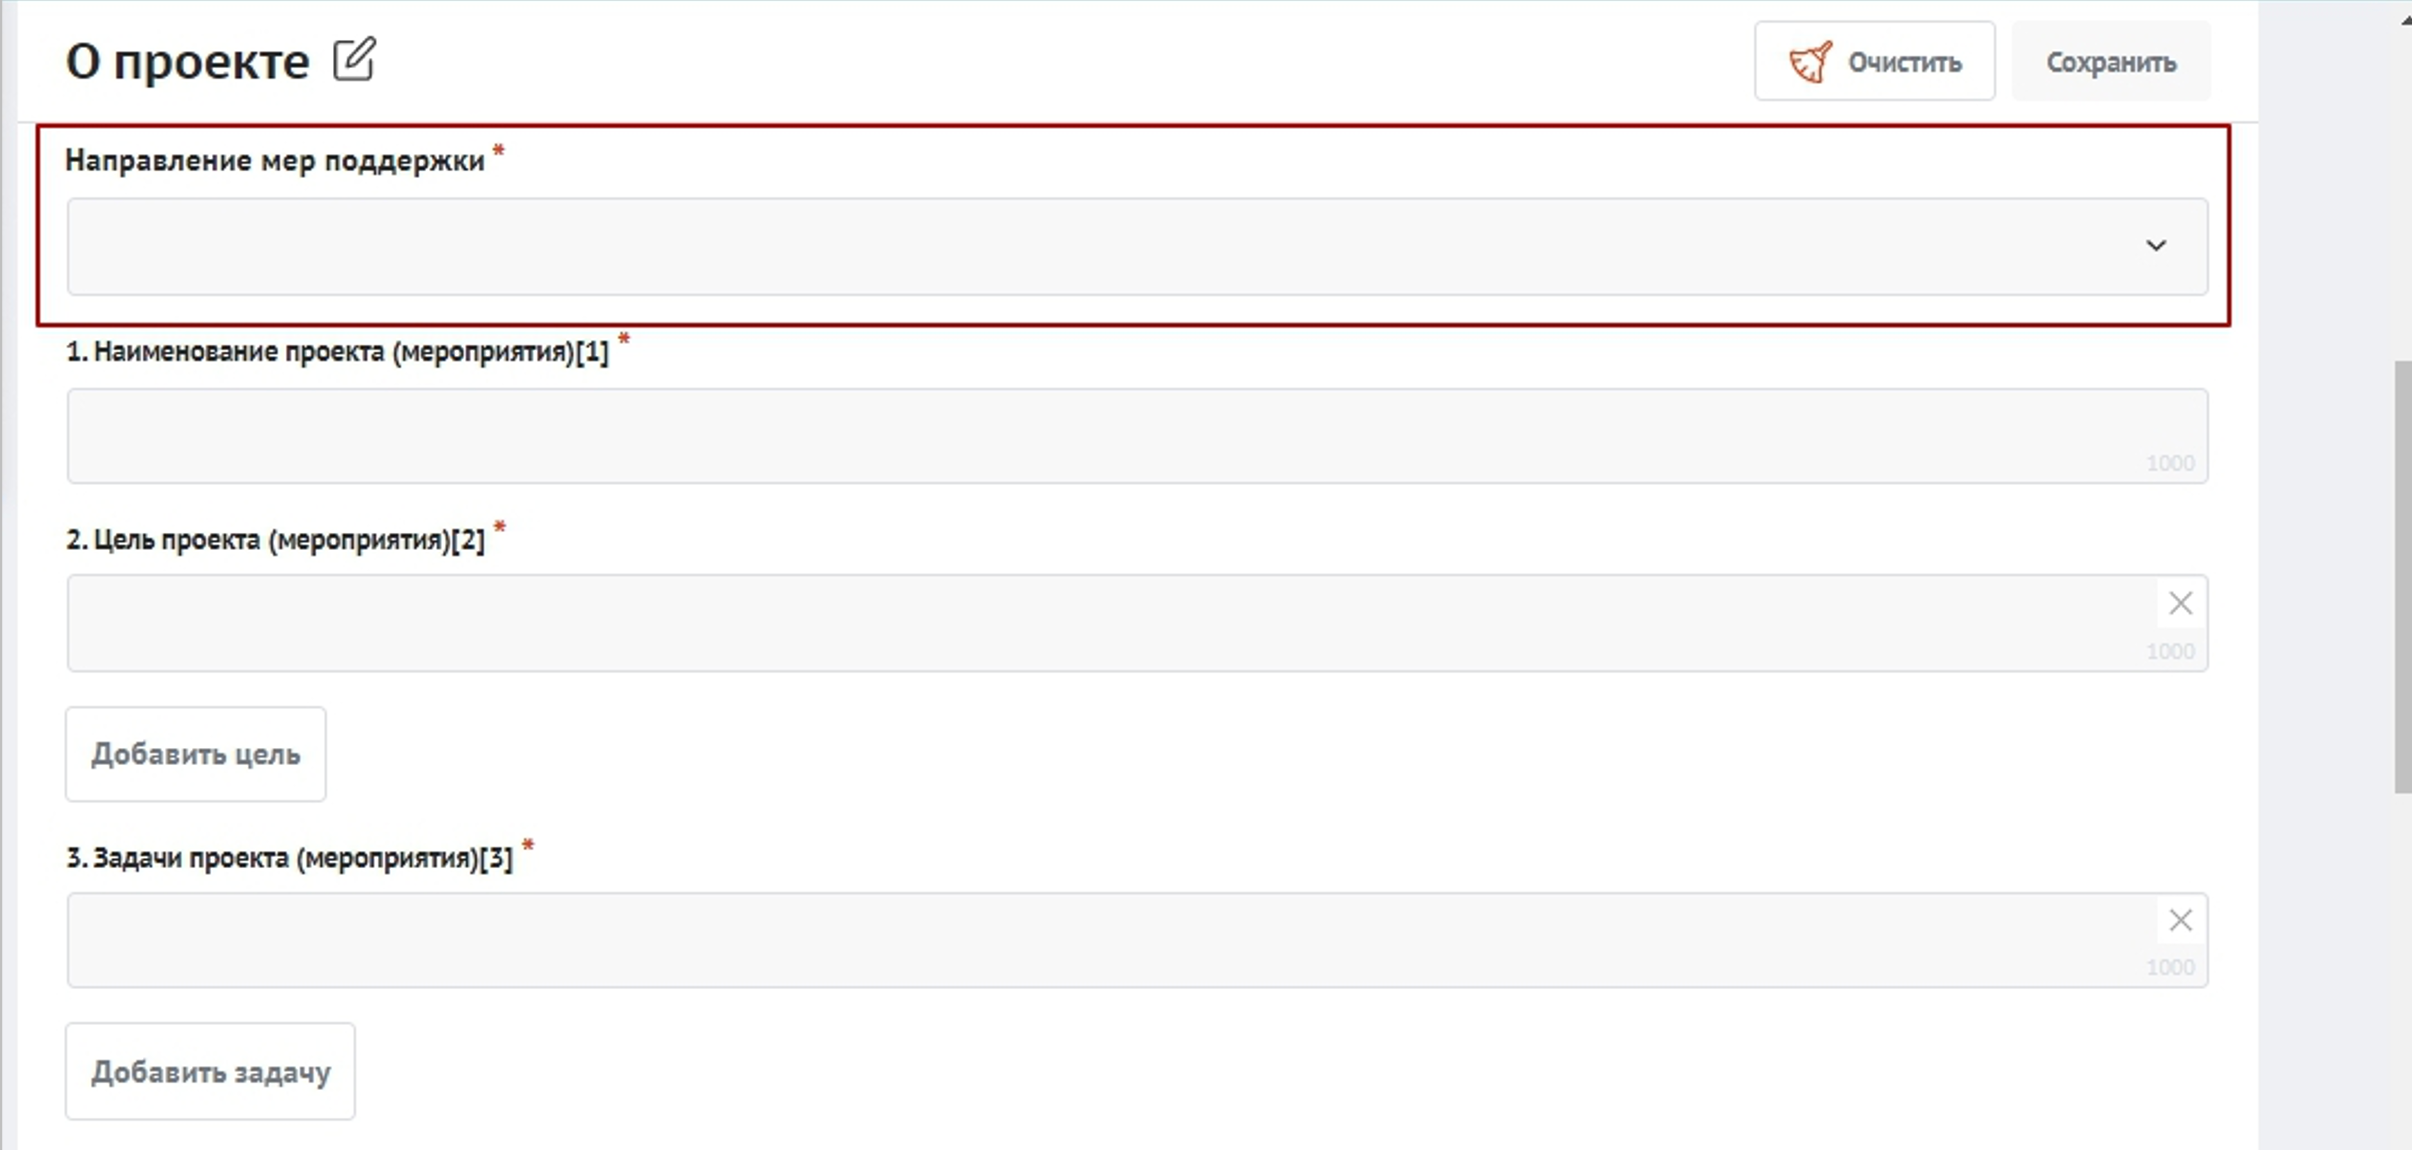 О проекте
Очистить
Сохранить
Направление мер поддержки *
1. Наименование проекта (мероприятия)[1] *
1000
2. Цель проекта (мероприятия)[2] *
1000
Добавить цель
3. Задачи проекта (мероприятия)[3] *
1000
Добавить задачу